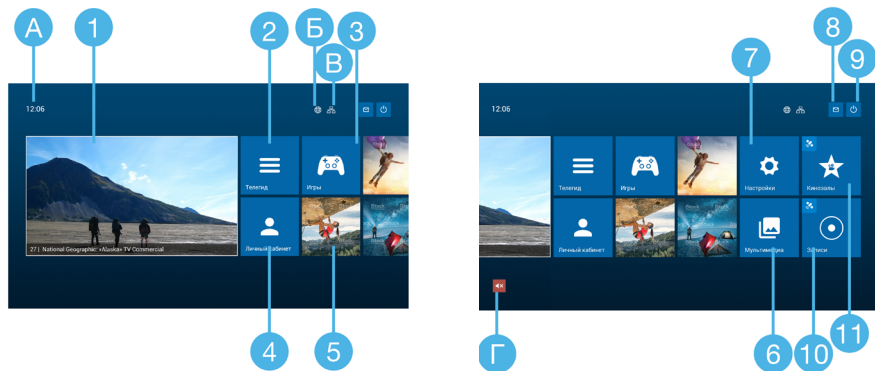 А
1
2
Б
В
3
12:06
Телегид
Игры
27 | National Geographic: «Alaska» TV Commercial
Личный кабинет
4
5
7
8
9
12:06
Телегид
Игры
Настройки
Кинозалы
Личный кабинет
Мультимедиа
Записи
Г
6
10
11